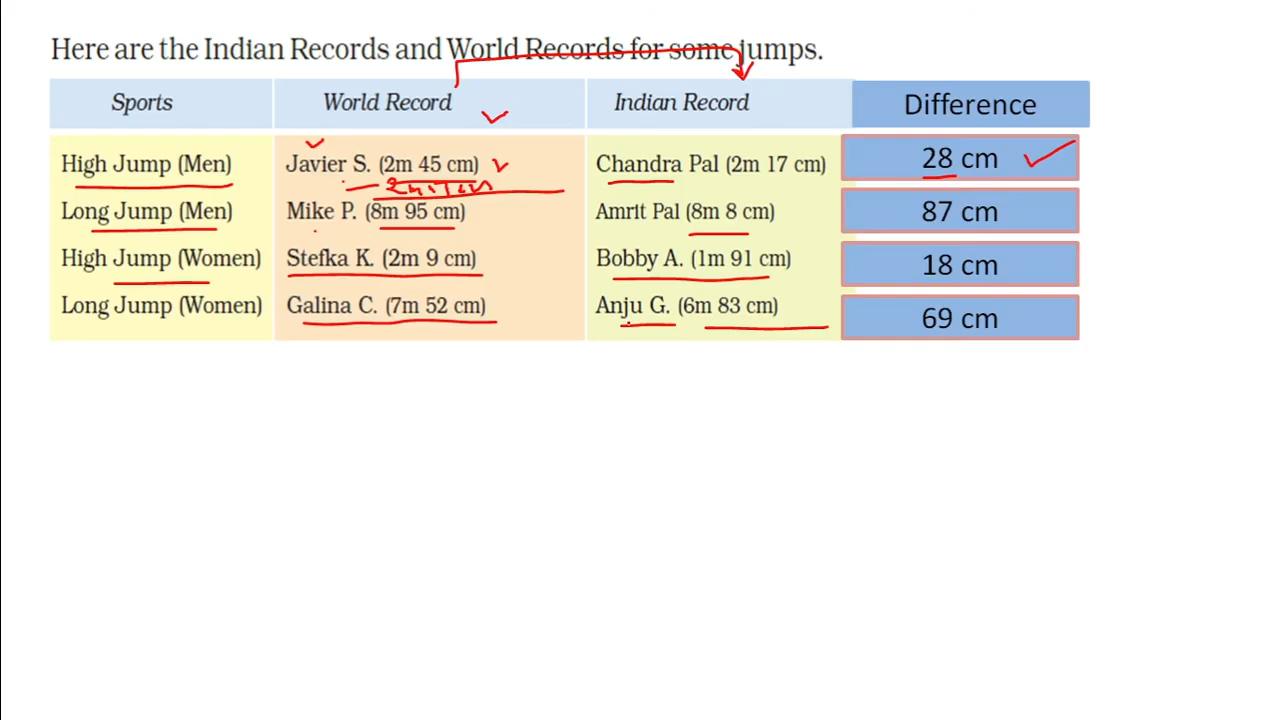 Here are the Indian Records and World Records for some jumps.
Sports World Record Indian Record Difference
High Jump (Men) Javier S. (2m 45 cm) Chandra Pal (2m 17 cm) 28 cm
Long Jump (Men) Mike P. (8m 95 cm) Amrit Pal (8m 8 cm) 87 cm
High Jump (Women) Stefka K. (2m 9 cm) Bobby A. (1m 91 cm) 18 cm
Long Jump (Women) Galina C. (7m 52 cm) Anju G. (6m 83 cm) 69 cm